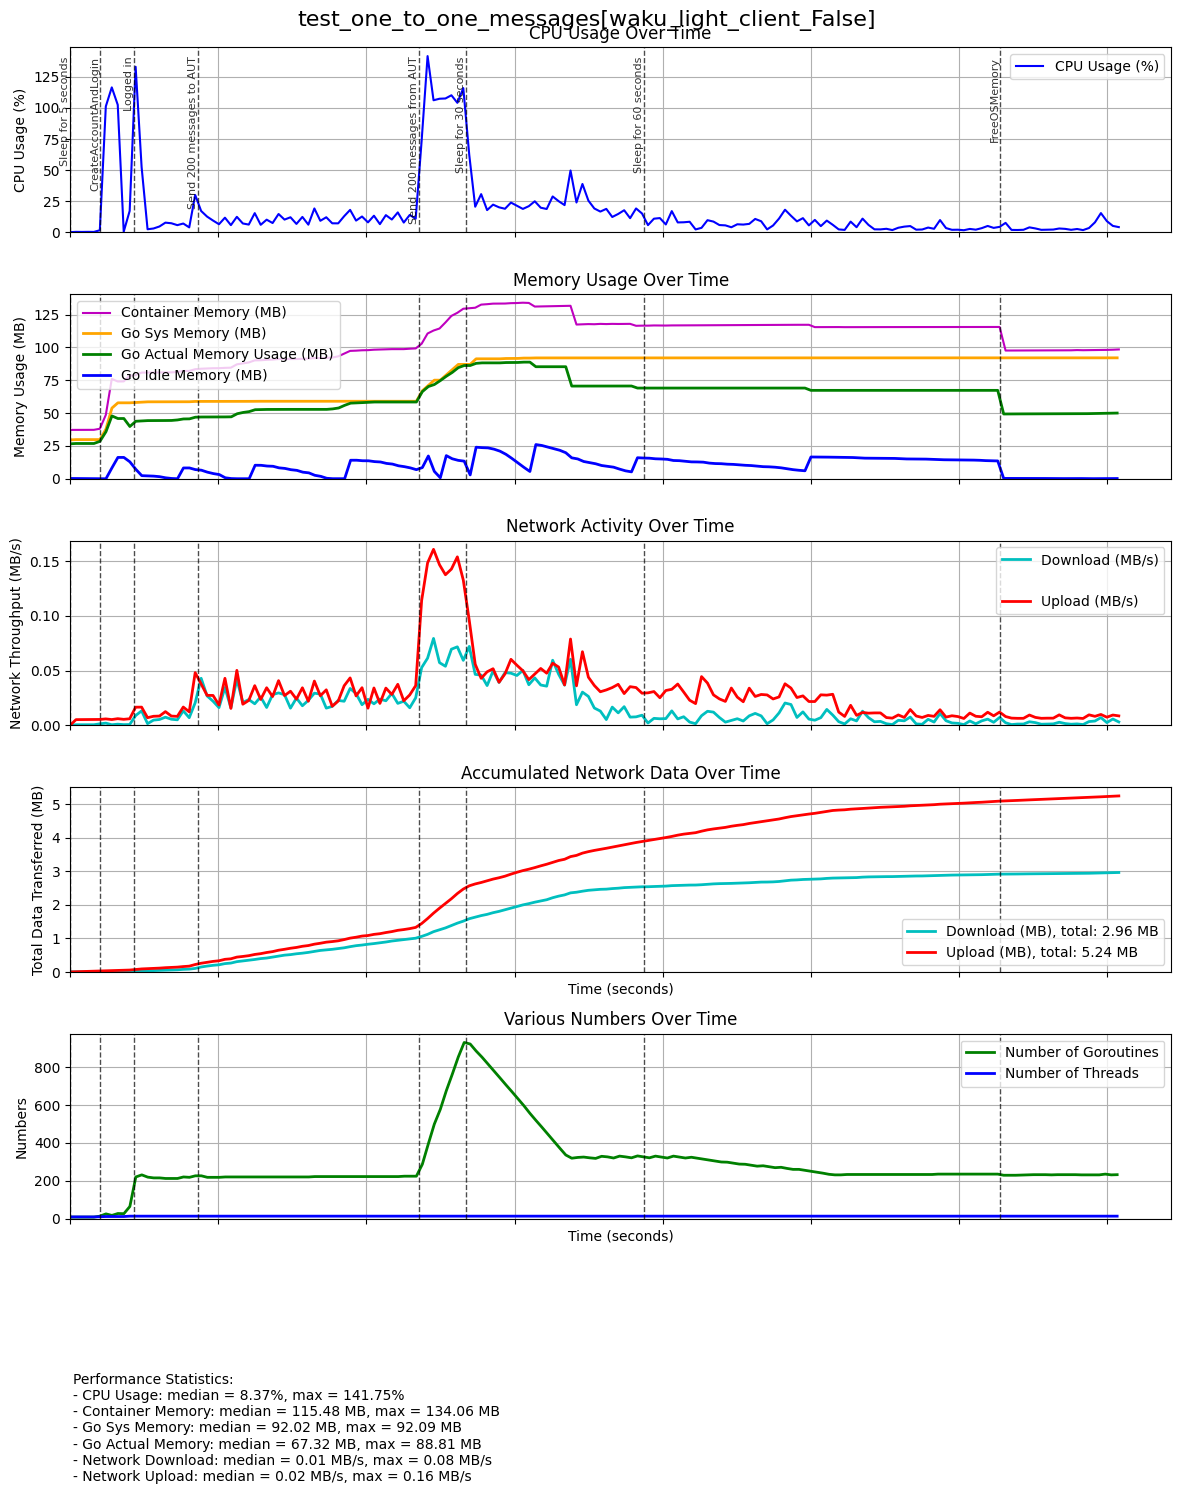 test_one_to_one_messages[waku_light_client_False]
CPU Usage Over Time
CPU Usage (%)
125
100
75
50
25
0
Sleep for 5 seconds
CreateAccountAndLogin
Logged in
Send 200 messages to AUT
Send 200 messages from AUT
Sleep for 30 seconds
Sleep for 60 seconds
FreeOSMemory
CPU Usage (%)
Memory Usage Over Time
Memory Usage (MB)
125
100
75
50
25
0
Container Memory (MB)
Go Sys Memory (MB)
Go Actual Memory Usage (MB)
Go Idle Memory (MB)
Network Activity Over Time
Network Throughput (MB/s)
0.15
0.10
0.05
0.00
Download (MB/s)
Upload (MB/s)
Accumulated Network Data Over Time
Total Data Transferred (MB)
5
4
3
2
1
0
Download (MB), total: 2.96 MB
Upload (MB), total: 5.24 MB
Time (seconds)
Various Numbers Over Time
Numbers
800
600
400
200
0
Number of Goroutines
Number of Threads
Time (seconds)
Performance Statistics:
- CPU Usage: median = 8.37%, max = 141.75%
- Container Memory: median = 115.48 MB, max = 134.06 MB
- Go Sys Memory: median = 92.02 MB, max = 92.09 MB
- Go Actual Memory: median = 67.32 MB, max = 88.81 MB
- Network Download: median = 0.01 MB/s, max = 0.08 MB/s
- Network Upload: median = 0.02 MB/s, max = 0.16 MB/s